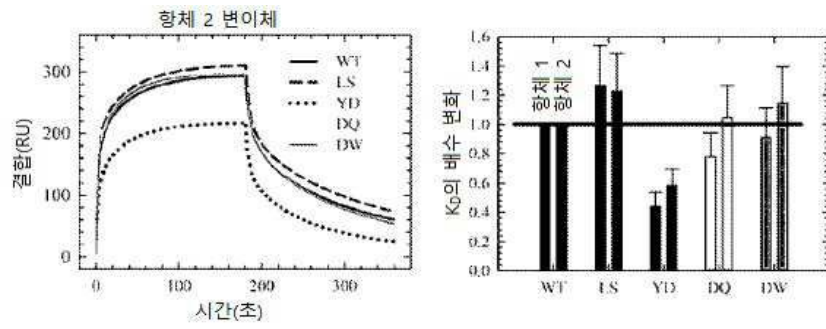 항체 2 변이체
결합(RU)
300
200
100
0
WT
LS
YD
DQ
DW
0 100 200 300
시간(초)
K_D의 배수 변화
1.6
1.4
1.2
1.0
0.8
0.6
0.4
0.2
0.0
항체 1
항체 2
WT LS YD DQ DW